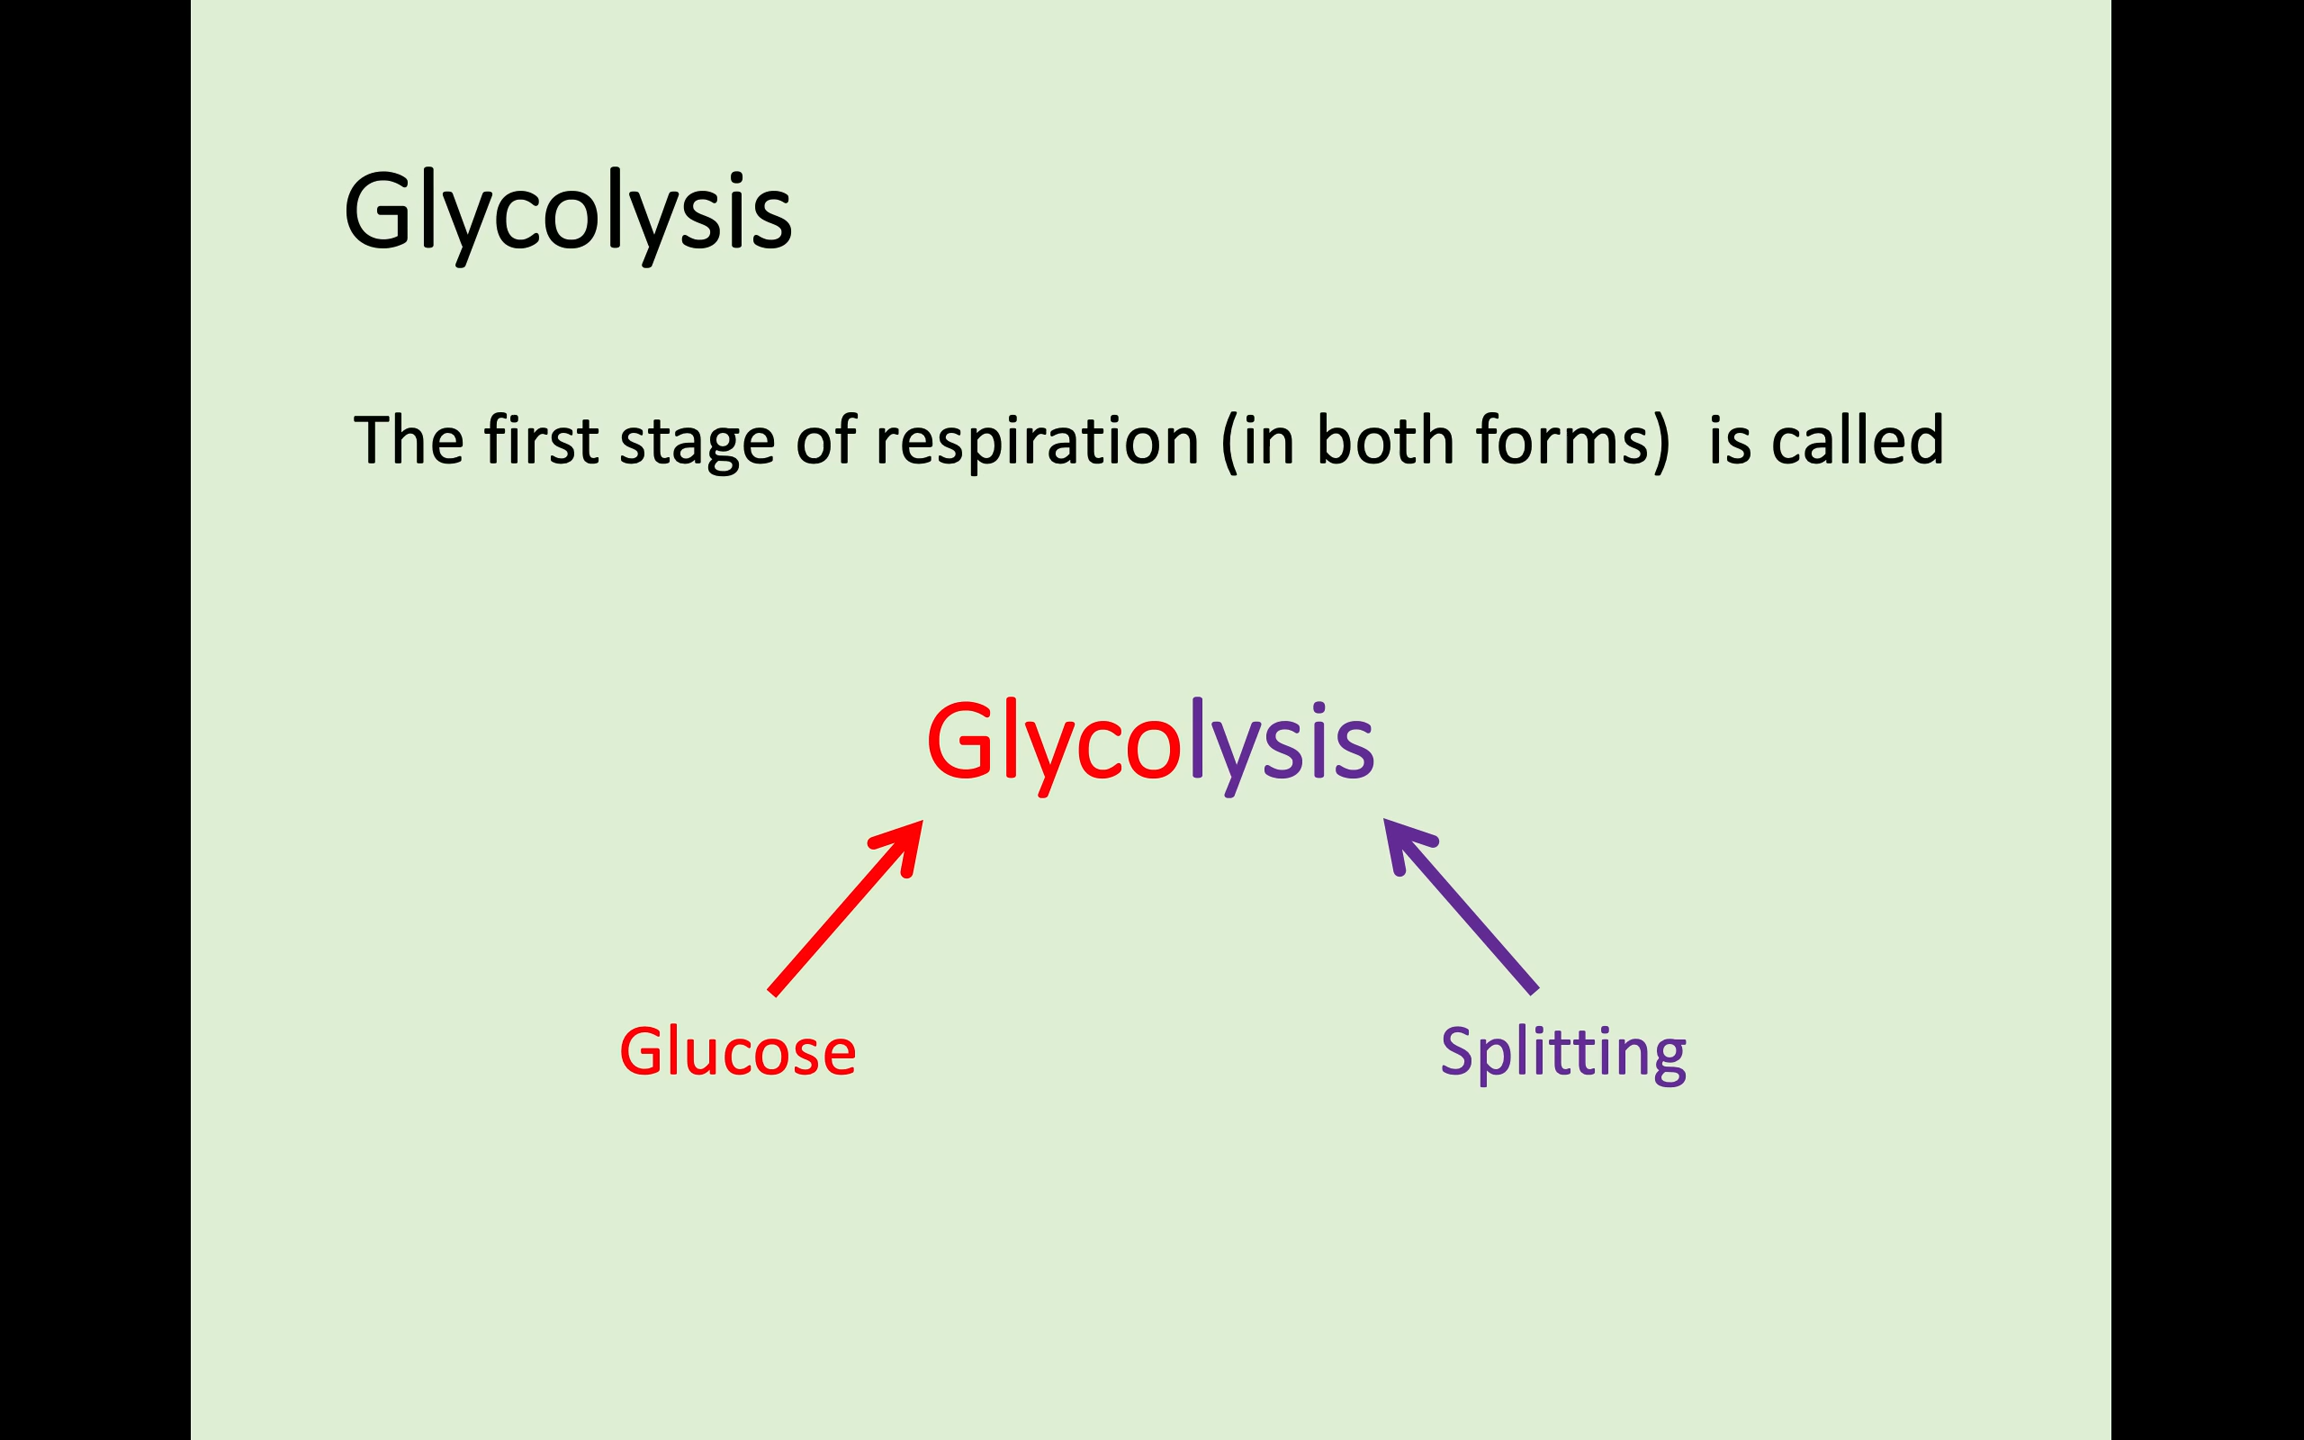 Glycolysis
The first stage of respiration (in both forms)  is called
Glycolysis
Glucose
Splitting